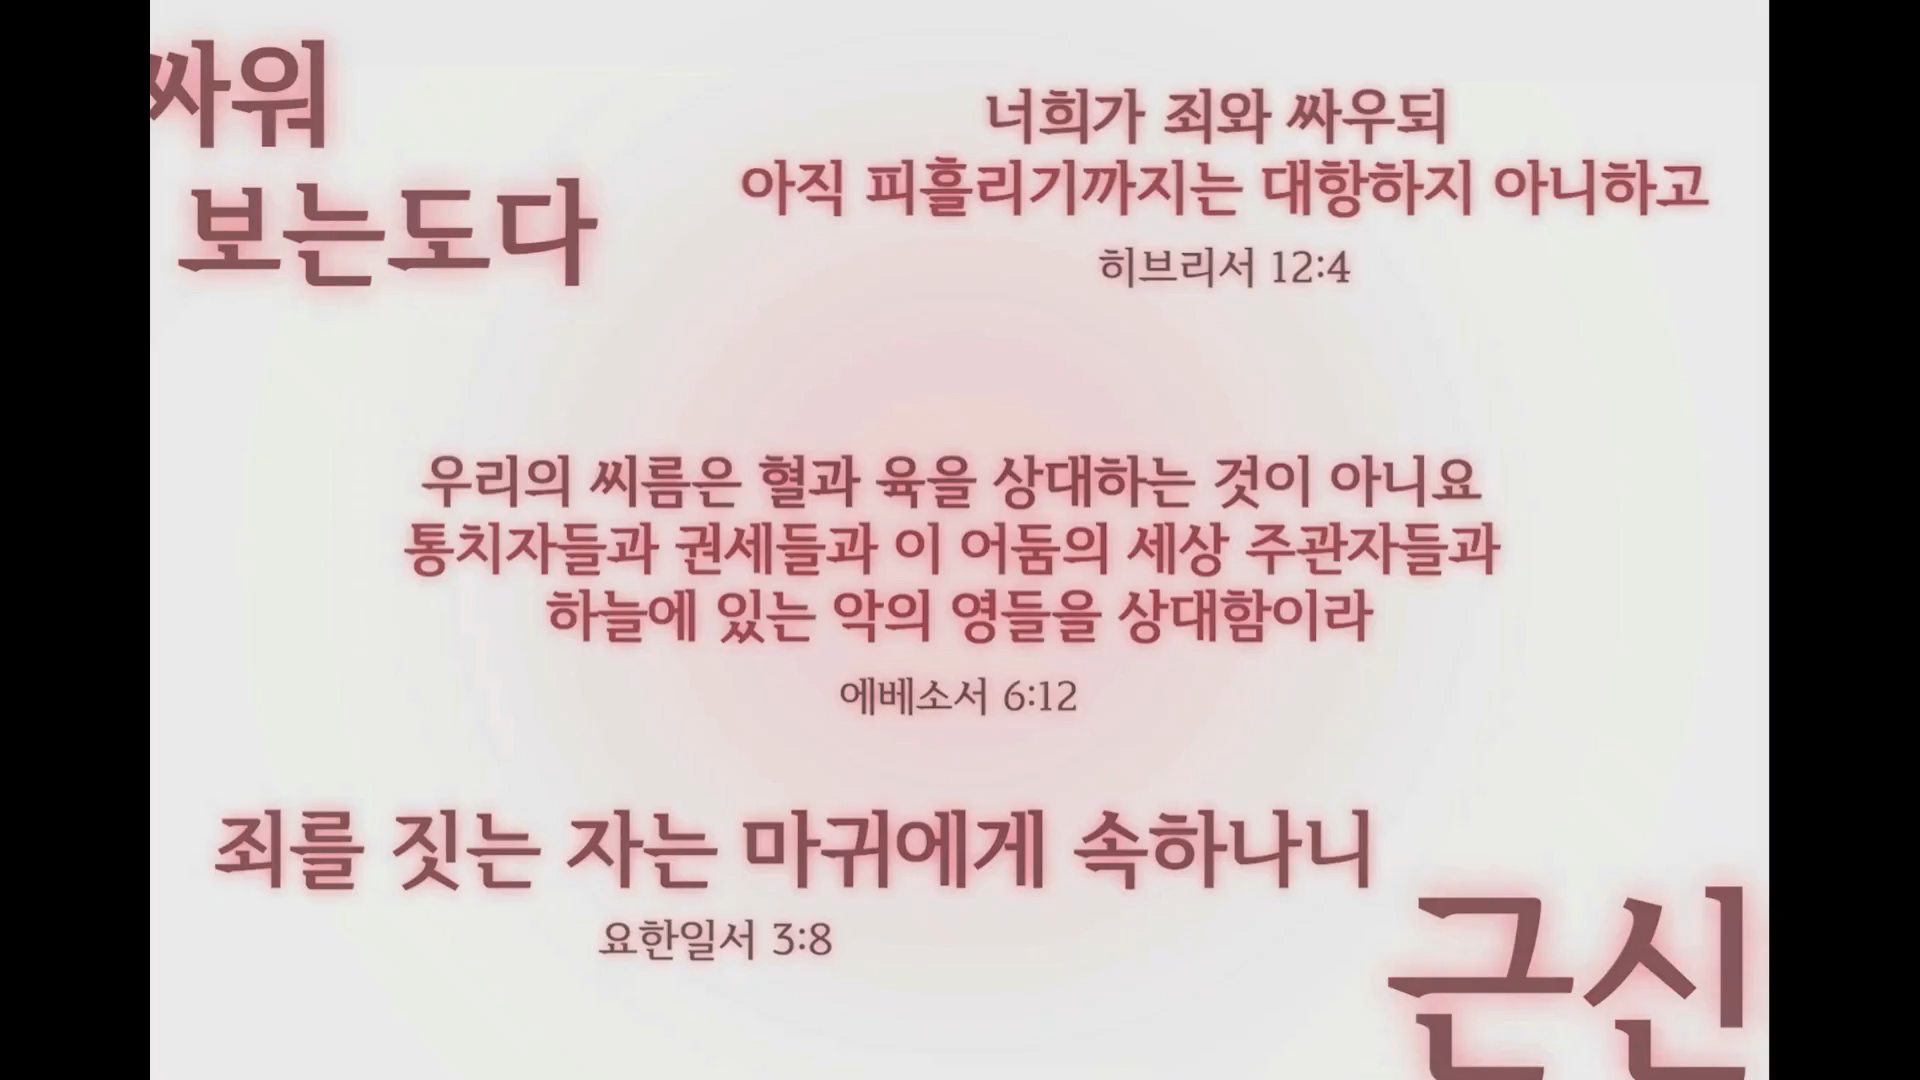 싸워
보는도다
너희가 죄와 싸우되
아직 피흘리기까지는 대항하지 아니하고
히브리서 12:4
우리의 씨름은 혈과 육을 상대하는 것이 아니요
통치자들과 권세들과 이 어둠의 세상 주관자들과
하늘에 있는 악의 영들을 상대함이라
에베소서 6:12
죄를 짓는 자는 마귀에게 속하나니
요한일서 3:8
근신